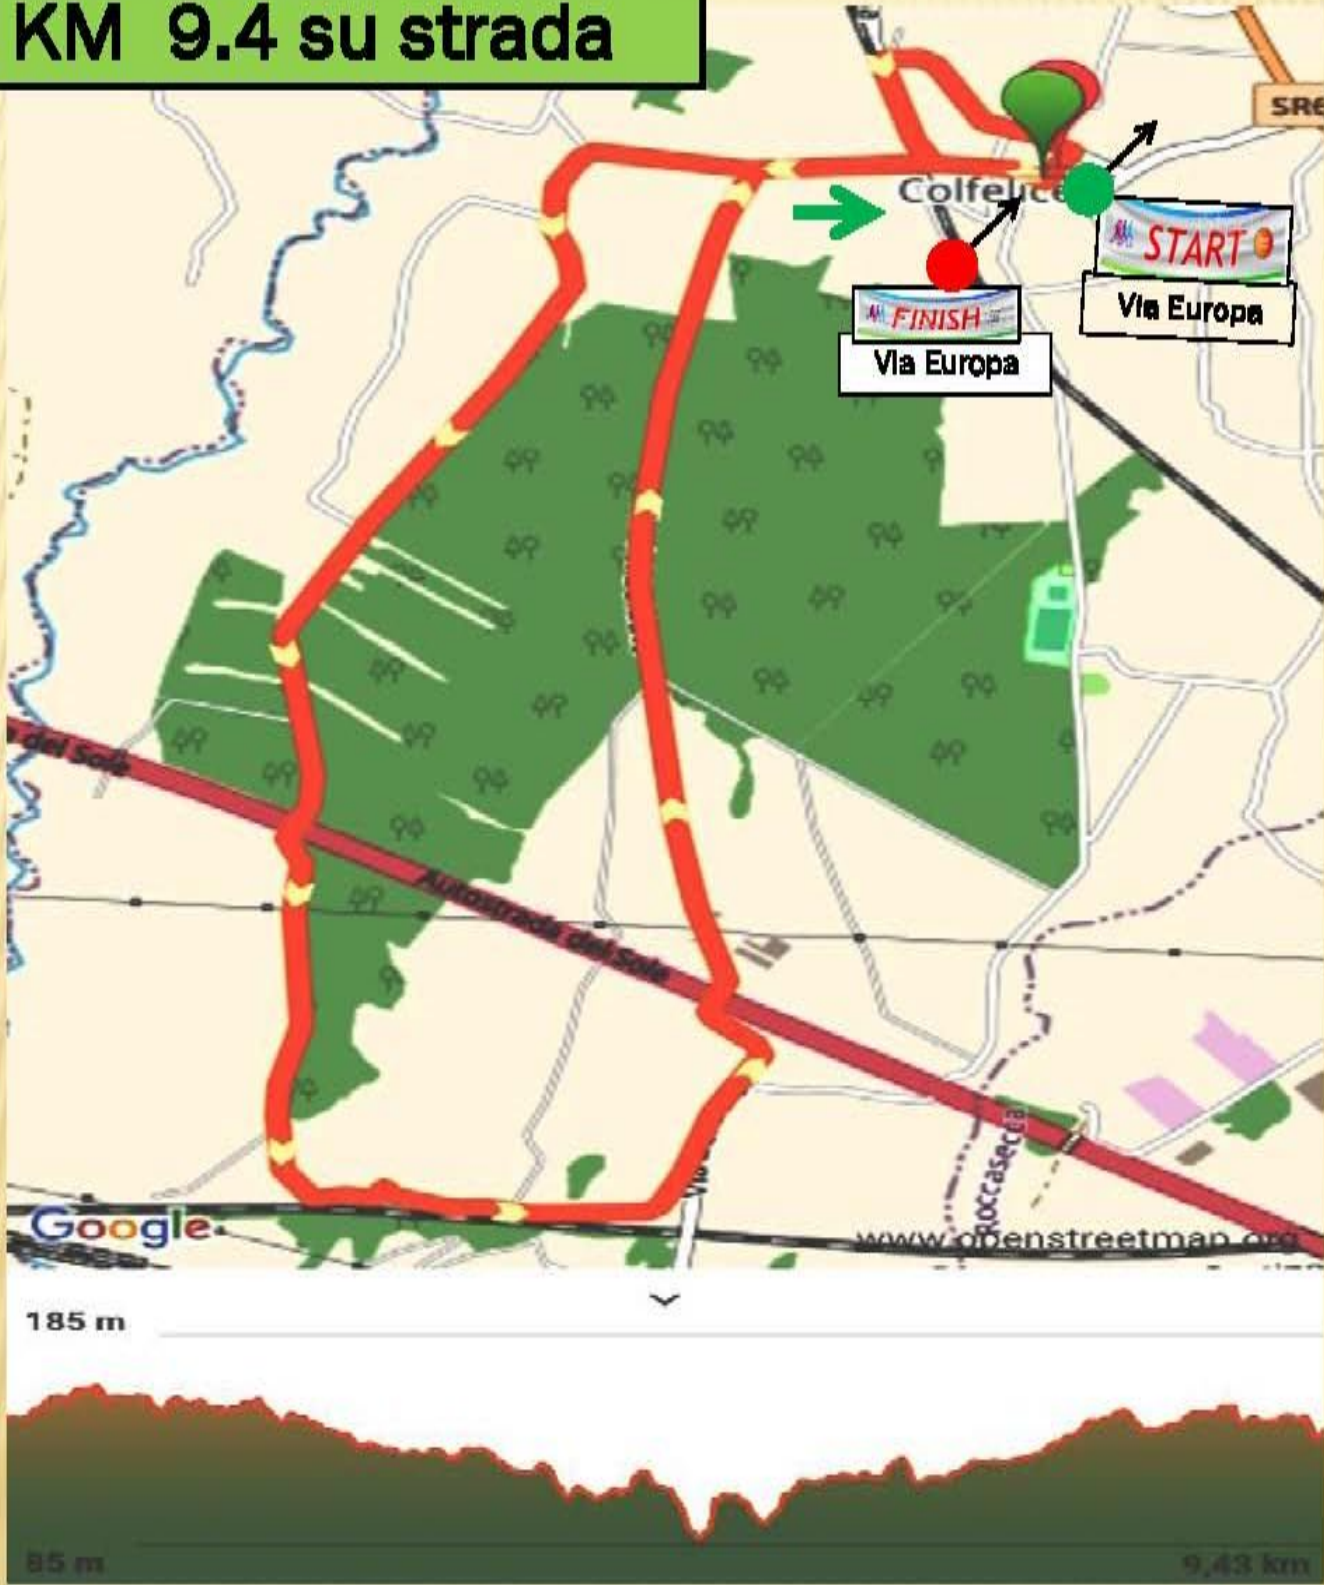 KM 9.4 su strada
SR6
Colfelice
START
Via Europa
FINISH
Via Europa
a del Sole
Autostrada del Sole
Roccasecca
Google
www.openstreetmap.org
185 m
85 m
9,43 km